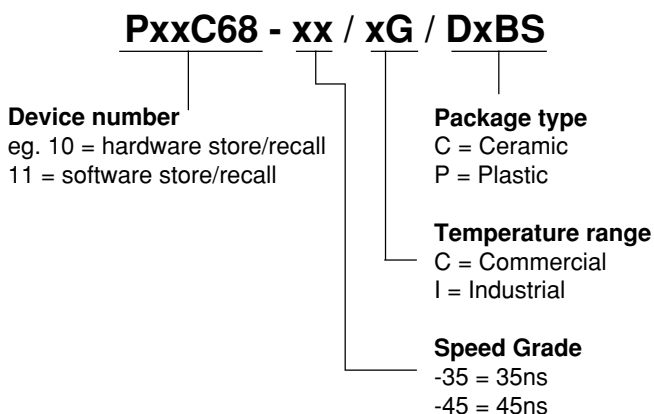 PxxC68 - xx / xG / DxBS
Device number
eg. 10 = hardware store/recall
11 = software store/recall
Package type
C = Ceramic
P = Plastic
Temperature range
C = Commercial
I = Industrial
Speed Grade
-35 = 35ns
-45 = 45ns